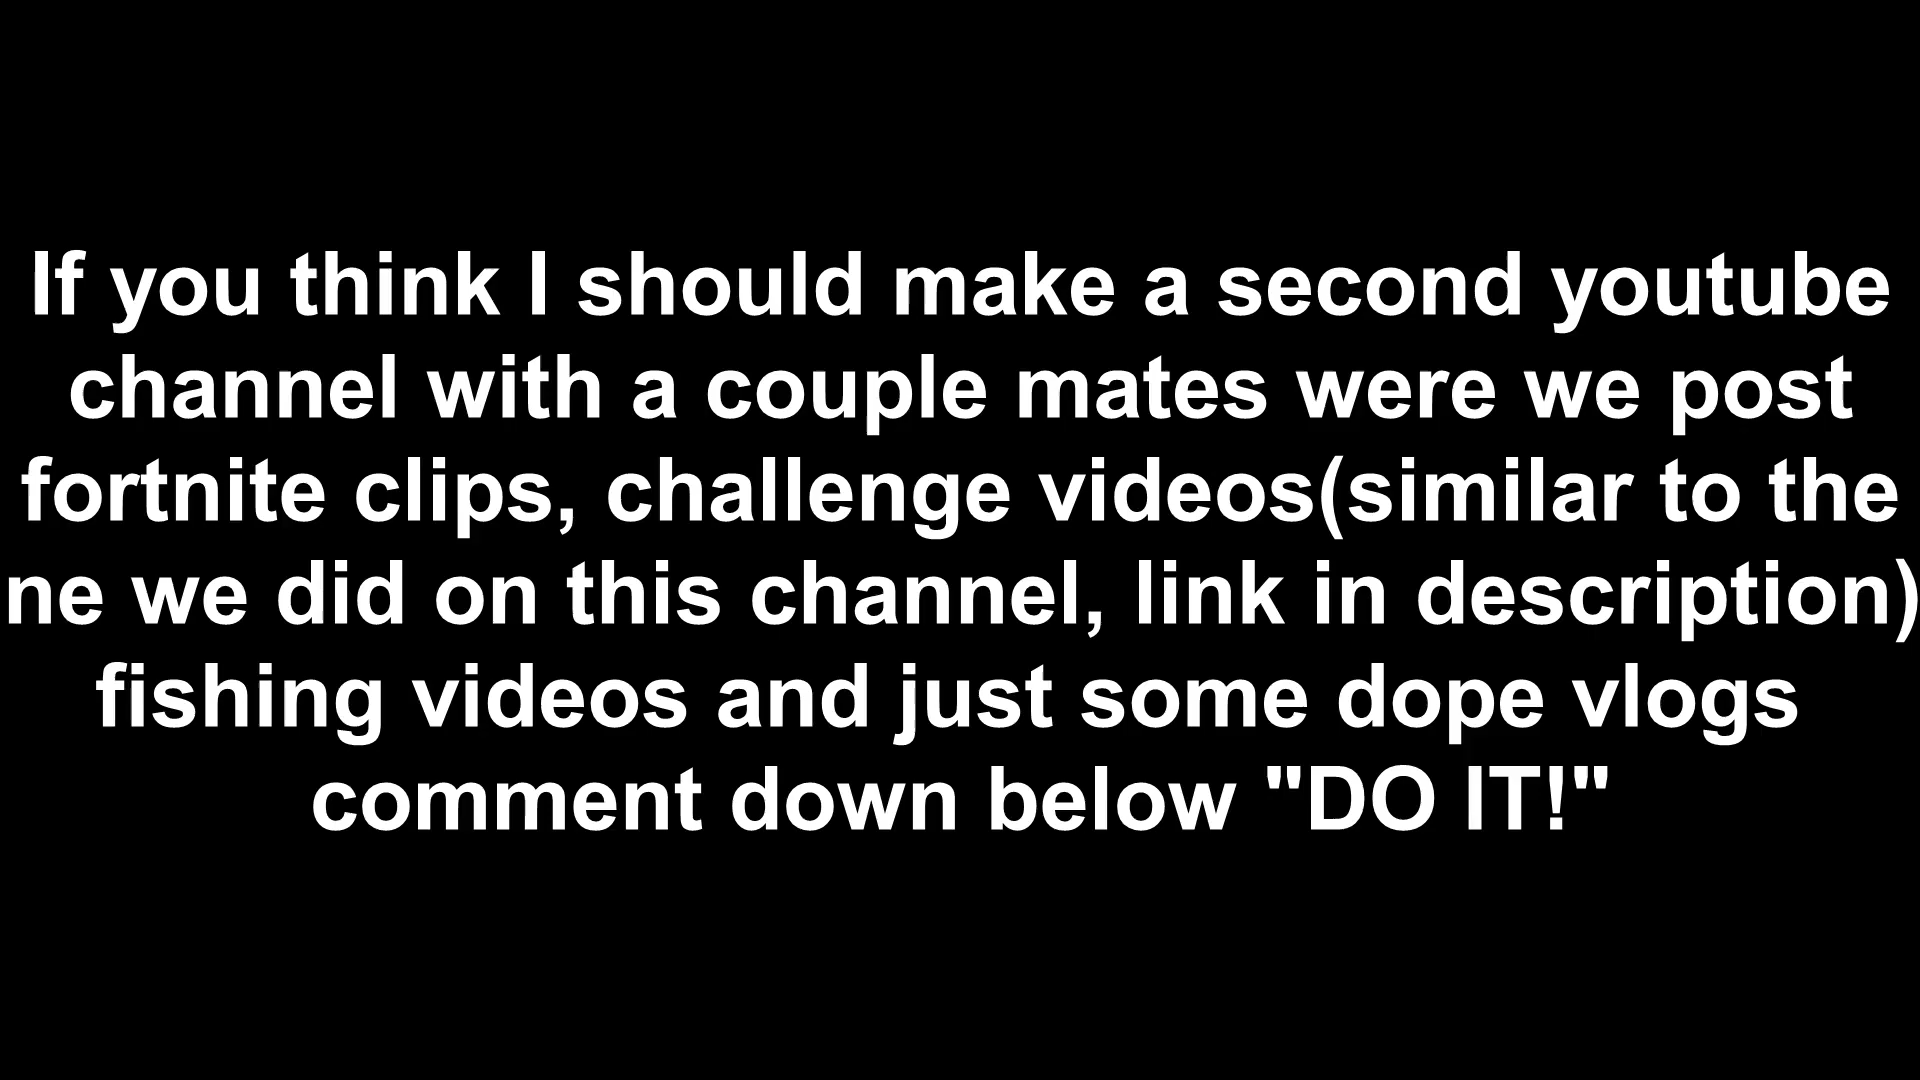 If you think I should make a second youtube
channel with a couple mates were we post
fortnite clips, challenge videos(similar to the
ne we did on this channel, link in description)
fishing videos and just some dope vlogs
comment down below "DO IT!"